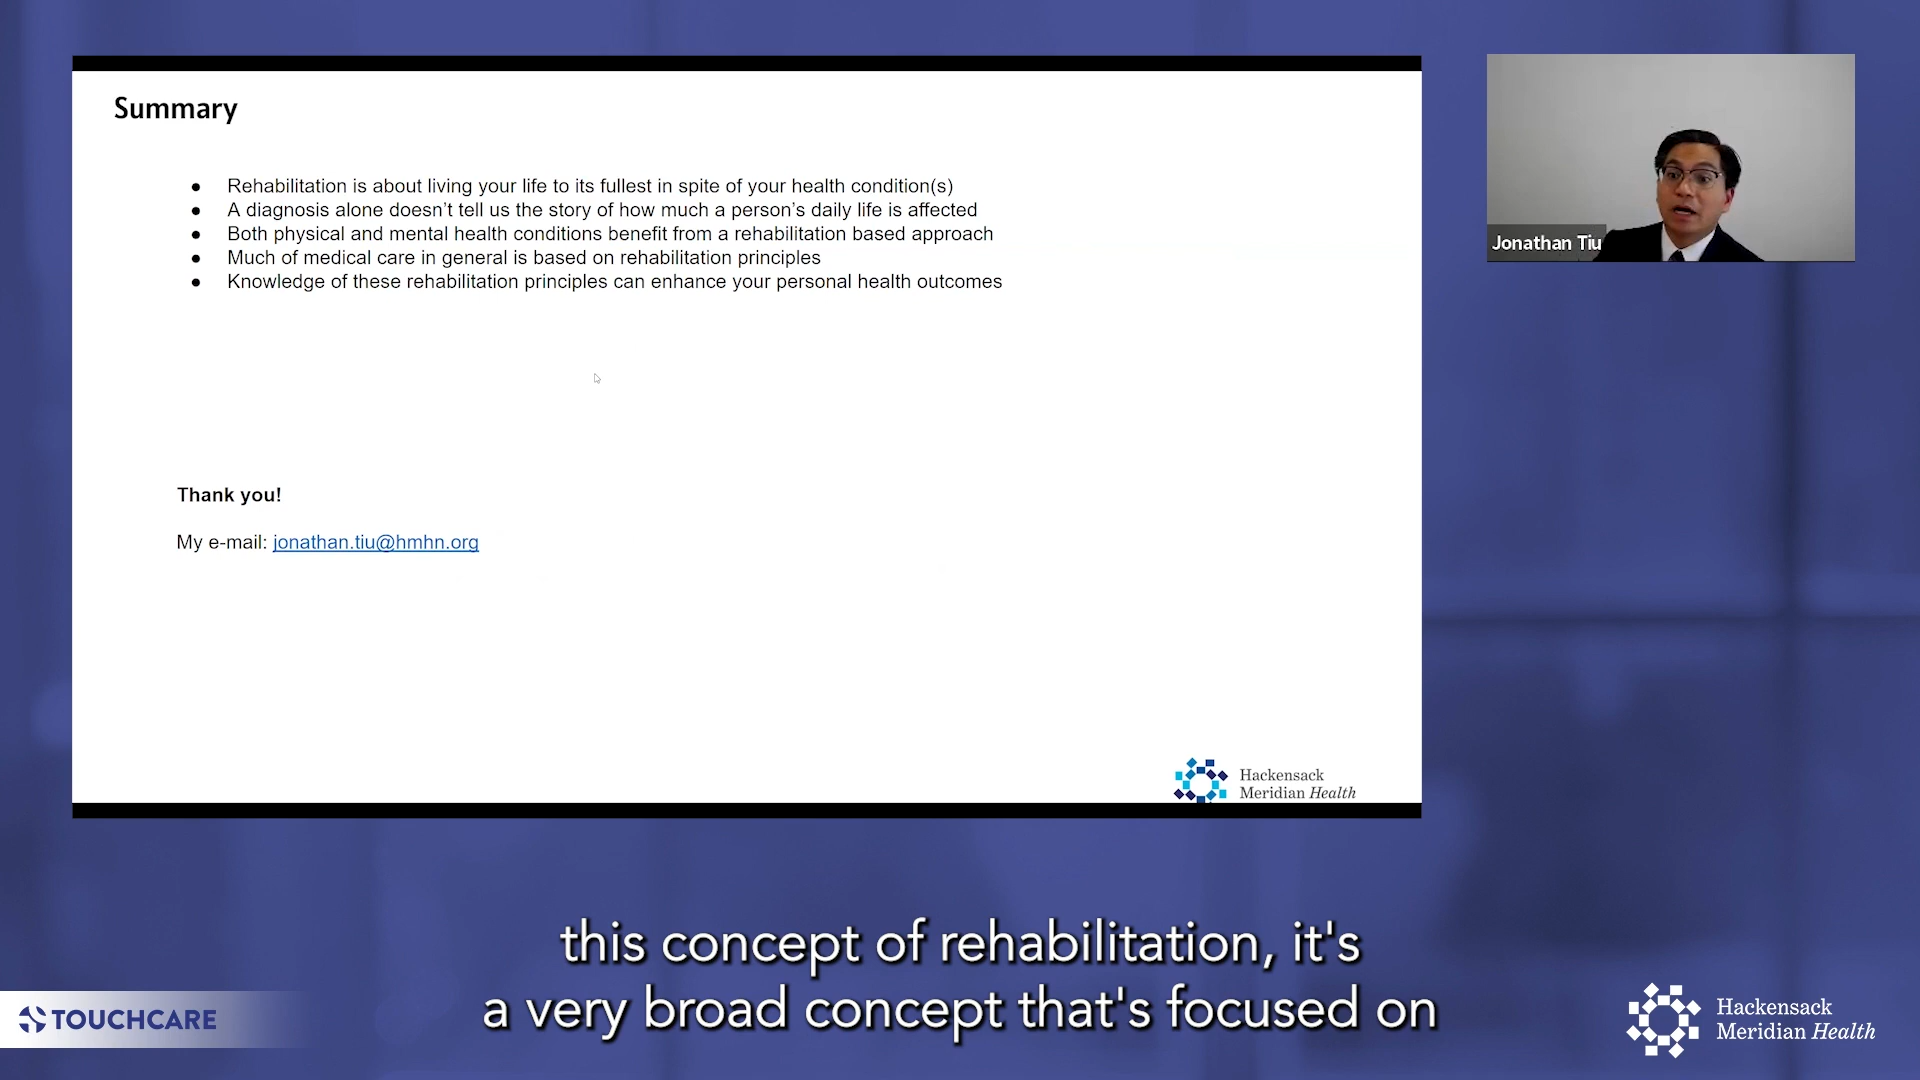 Summary
● Rehabilitation is about living your life to its fullest in spite of your health condition(s)
● A diagnosis alone doesn’t tell us the story of how much a person’s daily life is affected
● Both physical and mental health conditions benefit from a rehabilitation based approach
● Much of medical care in general is based on rehabilitation principles
● Knowledge of these rehabilitation principles can enhance your personal health outcomes
Thank you!
My e-mail: jonathan.tiu@hmhn.org
Hackensack
Meridian Health
Jonathan Tiu
this concept of rehabilitation, it's
a very broad concept that's focused on
TOUCHCARE
Hackensack
Meridian Health